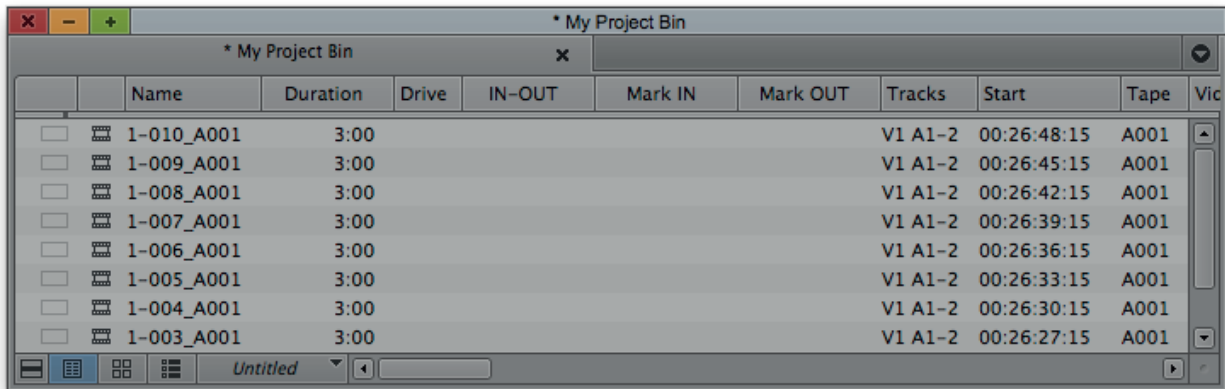 * My Project Bin
* My Project Bin
Name Duration Drive IN-OUT Mark IN Mark OUT Tracks Start Tape Vic
1-010_A001 3:00 V1 A1-2 00:26:48:15 A001
1-009_A001 3:00 V1 A1-2 00:26:45:15 A001
1-008_A001 3:00 V1 A1-2 00:26:42:15 A001
1-007_A001 3:00 V1 A1-2 00:26:39:15 A001
1-006_A001 3:00 V1 A1-2 00:26:36:15 A001
1-005_A001 3:00 V1 A1-2 00:26:33:15 A001
1-004_A001 3:00 V1 A1-2 00:26:30:15 A001
1-003_A001 3:00 V1 A1-2 00:26:27:15 A001
Untitled